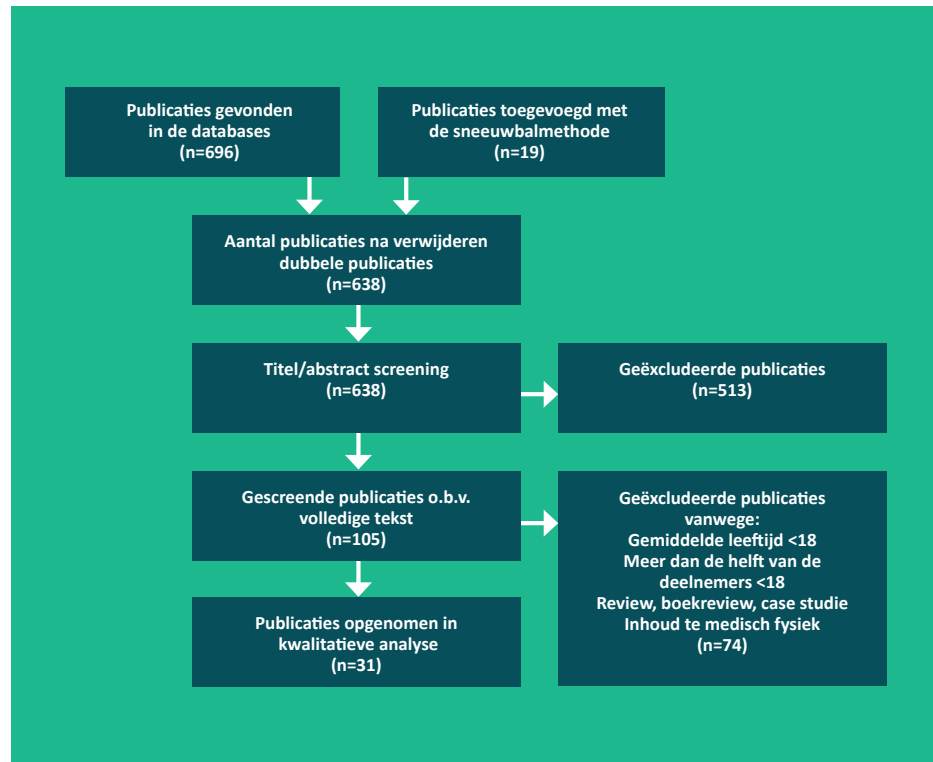 Publicaties gevonden
in de databases
(n=696)
Publicaties toegevoegd met
de sneeuwbalmethode
(n=19)
Aantal publicaties na verwijderen
dubbele publicaties
(n=638)
Titel/abstract screening
(n=638)
Geëxcludeerde publicaties
(n=513)
Gescreende publicaties o.b.v.
volledige tekst
(n=105)
Geëxcludeerde publicaties
vanwege:
Gemiddelde leeftijd <18
Meer dan de helft van de
deelnemers <18
Review, boekreview, case studie
Inhoud te medisch fysiek
(n=74)
Publicaties opgenomen in
kwalitatieve analyse
(n=31)